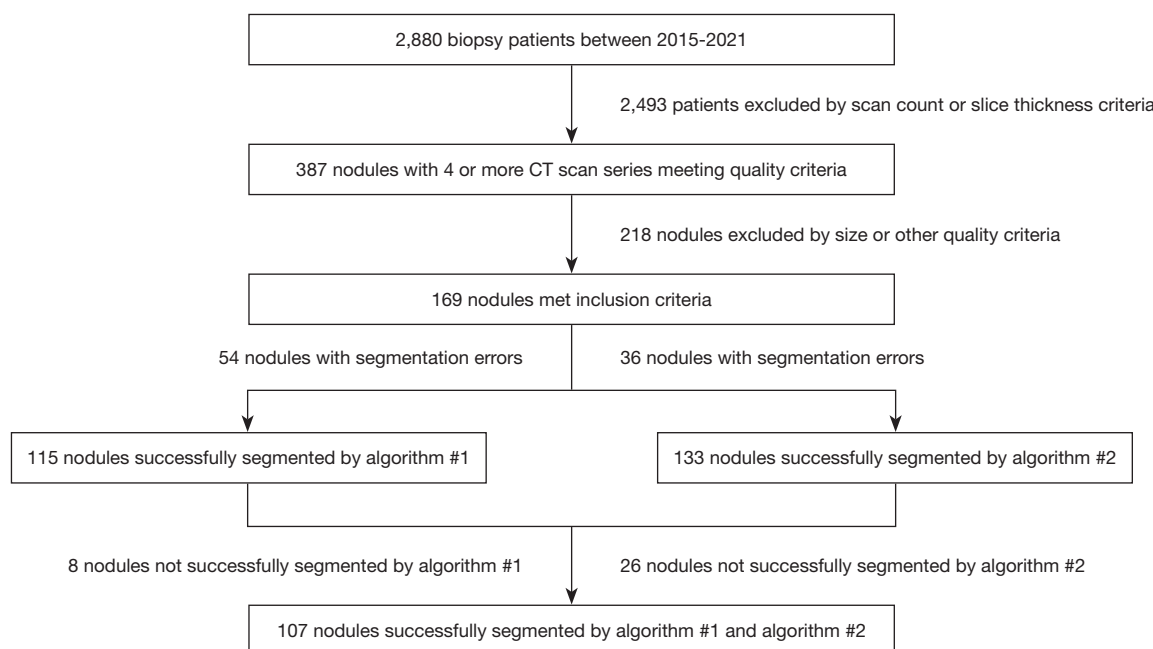 2,880 biopsy patients between 2015-2021
2,493 patients excluded by scan count or slice thickness criteria
387 nodules with 4 or more CT scan series meeting quality criteria
218 nodules excluded by size or other quality criteria
169 nodules met inclusion criteria
54 nodules with segmentation errors
36 nodules with segmentation errors
115 nodules successfully segmented by algorithm #1
133 nodules successfully segmented by algorithm #2
8 nodules not successfully segmented by algorithm #1
26 nodules not successfully segmented by algorithm #2
107 nodules successfully segmented by algorithm #1 and algorithm #2